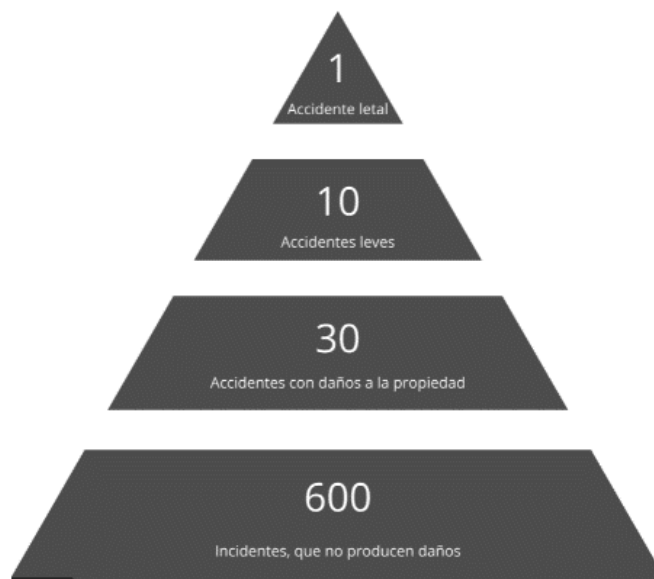 1
Accidente letal
10
Accidentes leves
30
Accidentes con daños a la propiedad
600
Incidentes, que no producen daños